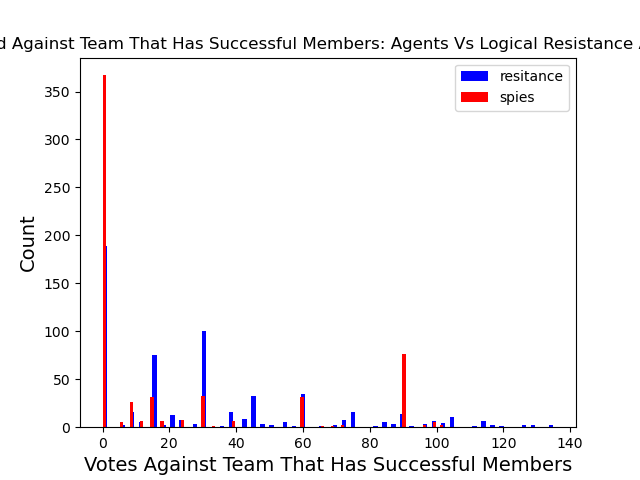 d Against Team That Has Successful Members: Agents Vs Logical Resistance
resitance
spies
350
300
250
200
150
100
50
0
Count
0 20 40 60 80 100 120 140
Votes Against Team That Has Successful Members